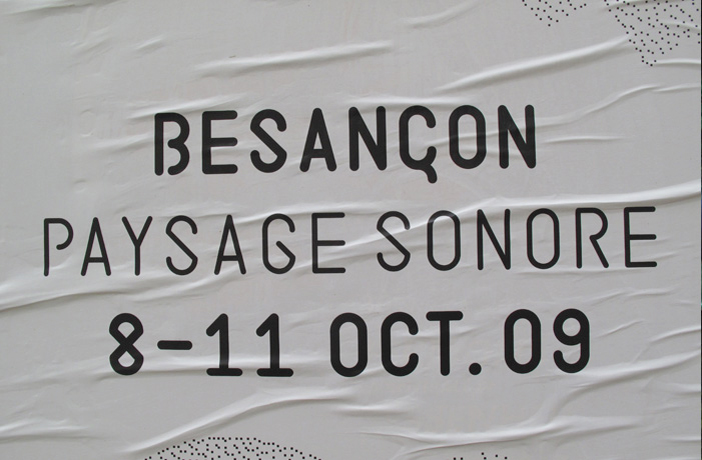 BESANÇON
PAYSAGE SONORE
8-11 OCT. 09